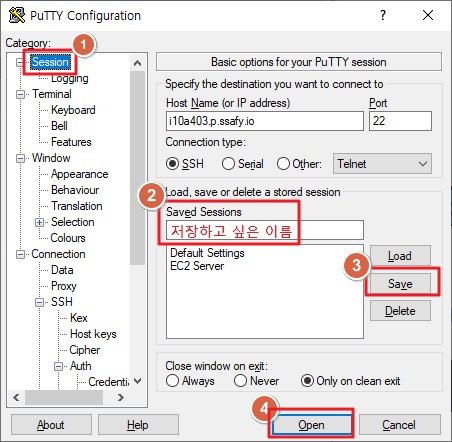 PuTTY Configuration
Category:
1
Session
Logging
Terminal
Keyboard
Bell
Features
Window
Appearance
Behaviour
Translation
Selection
Colours
Connection
Data
Proxy
SSH
Kex
Host keys
Cipher
Auth
Credenti
Basic options for your PuTTY session
Specify the destination you want to connect to
Host Name (or IP address) Port
i10a403.p.ssafy.io 22
Connection type:
SSH Serial Other: Telnet
Load, save or delete a stored session
2
Saved Sessions
저장하고 싶은 이름
Default Settings
EC2 Server
Load
3
Save
Delete
Close window on exit:
Always Never Only on clean exit
4
About Help Open Cancel